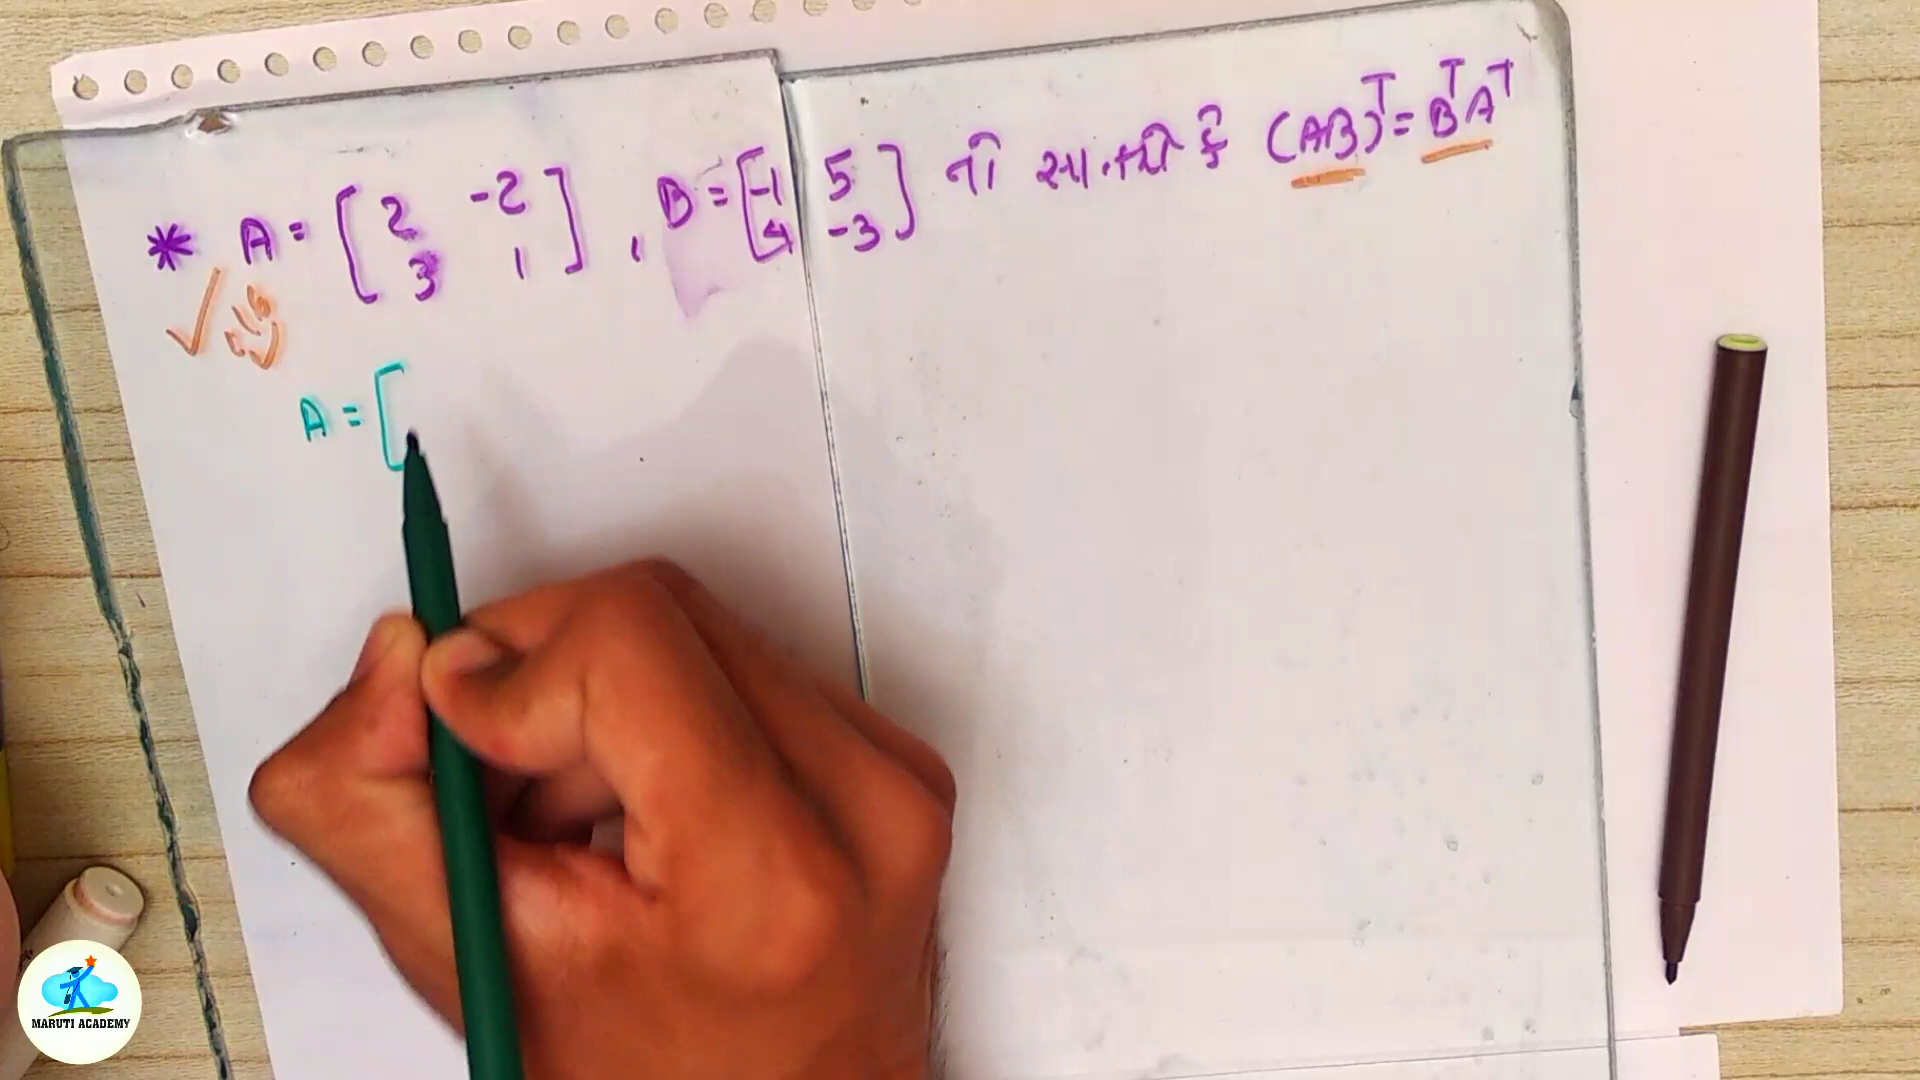 * A = [ 2 -2 ] , B = [ -1 5 ] તો સાબિત કરો કે (AB)ᵀ = BᵀAᵀ
3 1 4 -3
A = [
MARUTI ACADEMY